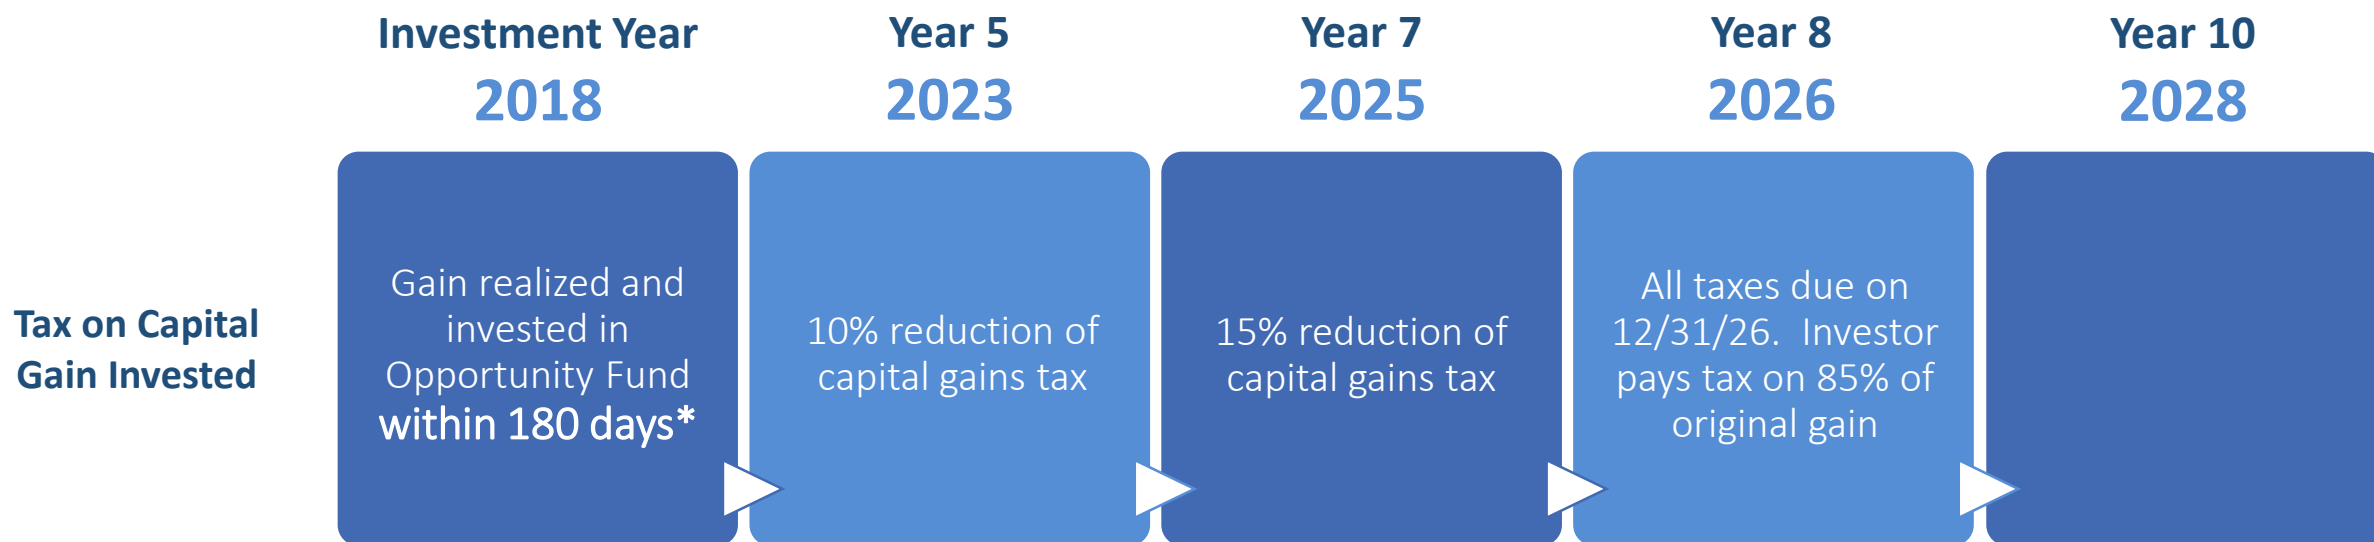 Investment Year
2018
Year 5
2023
Year 7
2025
Year 8
2026
Year 10
2028
Tax on Capital
Gain Invested
Gain realized and
invested in
Opportunity Fund
within 180 days*
10% reduction of
capital gains tax
15% reduction of
capital gains tax
All taxes due on
12/31/26.  Investor
pays tax on 85% of
original gain